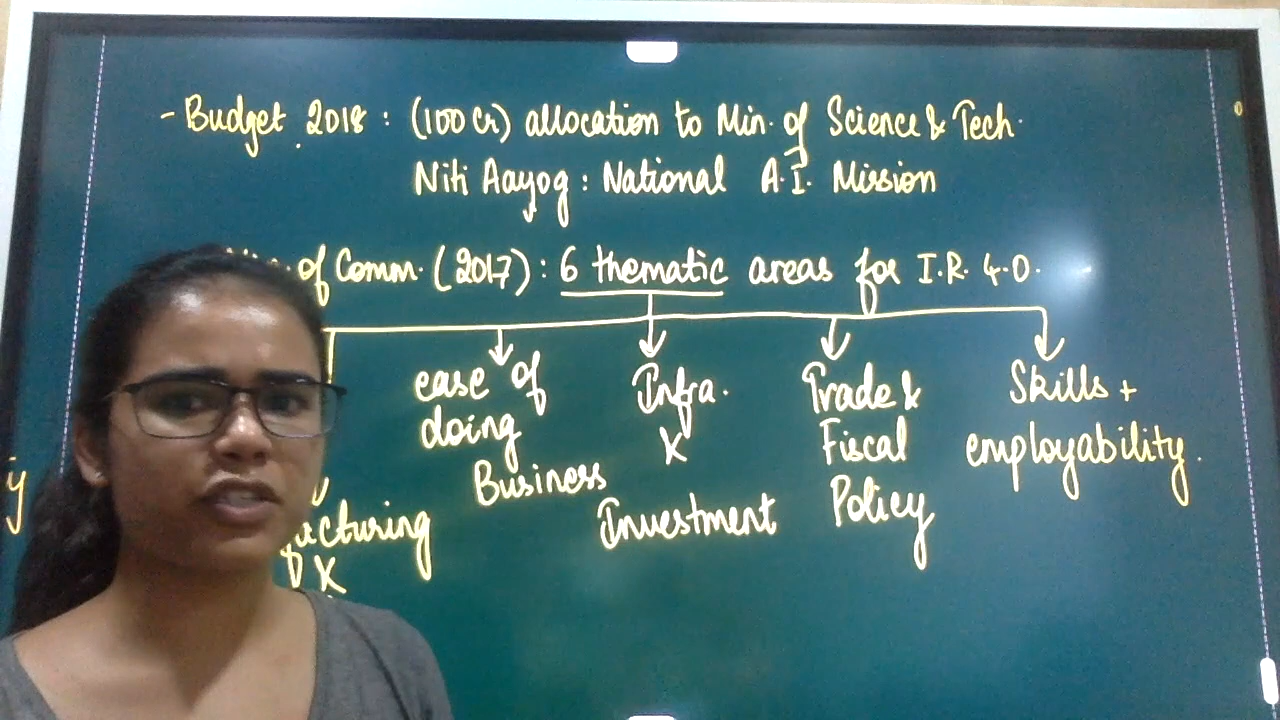 - Budget 2018 : (100 Cr) allocation to Min. of Science & Tech.
Niti Aayog : National A.I. Mission
of Comm. (2017) : 6 thematic areas for I.R. 4.0.
ease of
doing
Business
Infra.
&
Investment
Trade &
Fiscal
Policy
Skills +
employability.